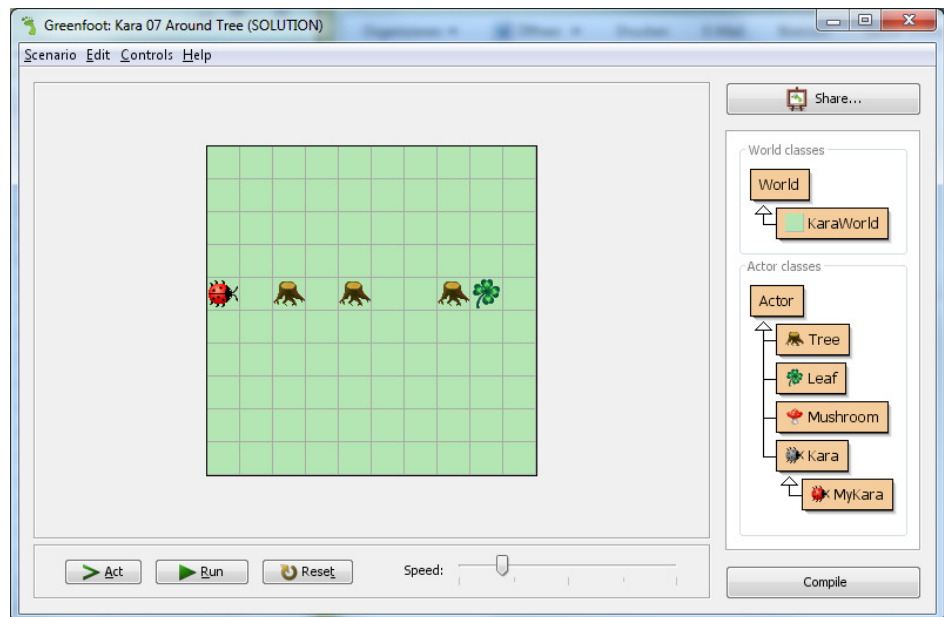 Greenfoot: Kara 07 Around Tree (SOLUTION)
Scenario Edit Controls Help
Share...
World classes
World
KaraWorld
Actor classes
Actor
Tree
Leaf
Mushroom
Kara
MyKara
Act Run Reset Speed:
Compile